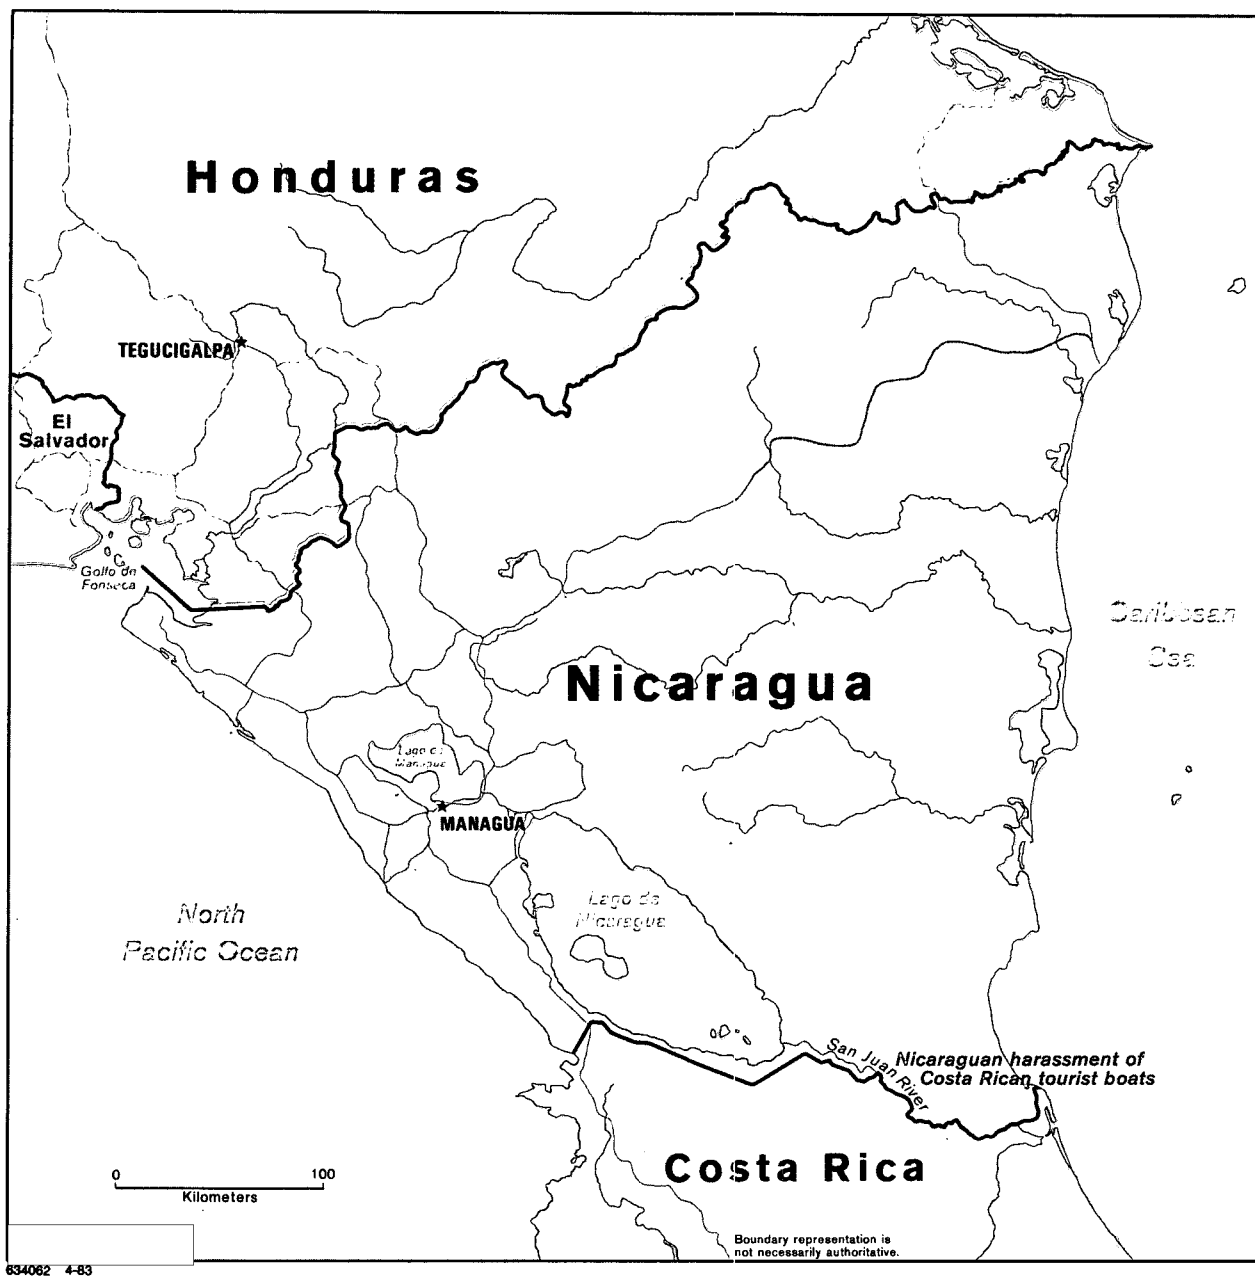 Honduras
TEGUCIGALPA
El
Salvador
Golfo de
Fonseca
Caribbean
Sea
Nicaragua
Lago de
Managua
MANAGUA
Lago de
Nicaragua
North
Pacific Ocean
San Juan River
Nicaraguan harassment of
Costa Rican tourist boats
Costa Rica
0 100
Kilometers
Boundary representation is
not necessarily authoritative.
634062 4-83